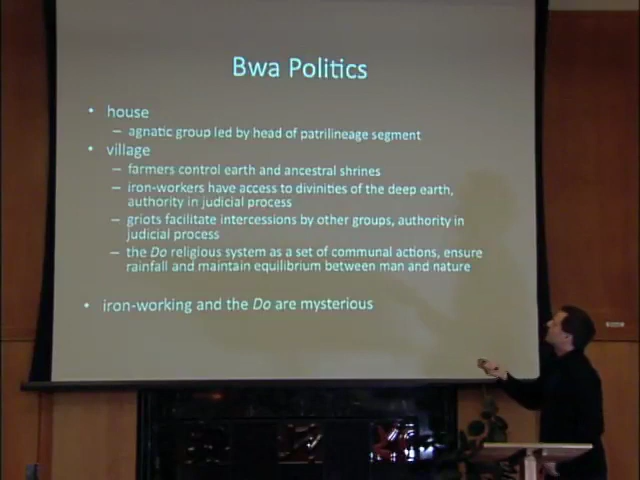 Bwa Politics
• house
– agnatic group led by head of patrilineage segment
• village
– farmers control earth and ancestral shrines
– iron-workers have access to divinities of the deep earth,
authority in judicial process
– griots facilitate intercessions by other groups, authority in
judicial process
– the Do religious system as a set of communal actions, ensure
rainfall and maintain equilibrium between man and nature
• iron-working and the Do are mysterious